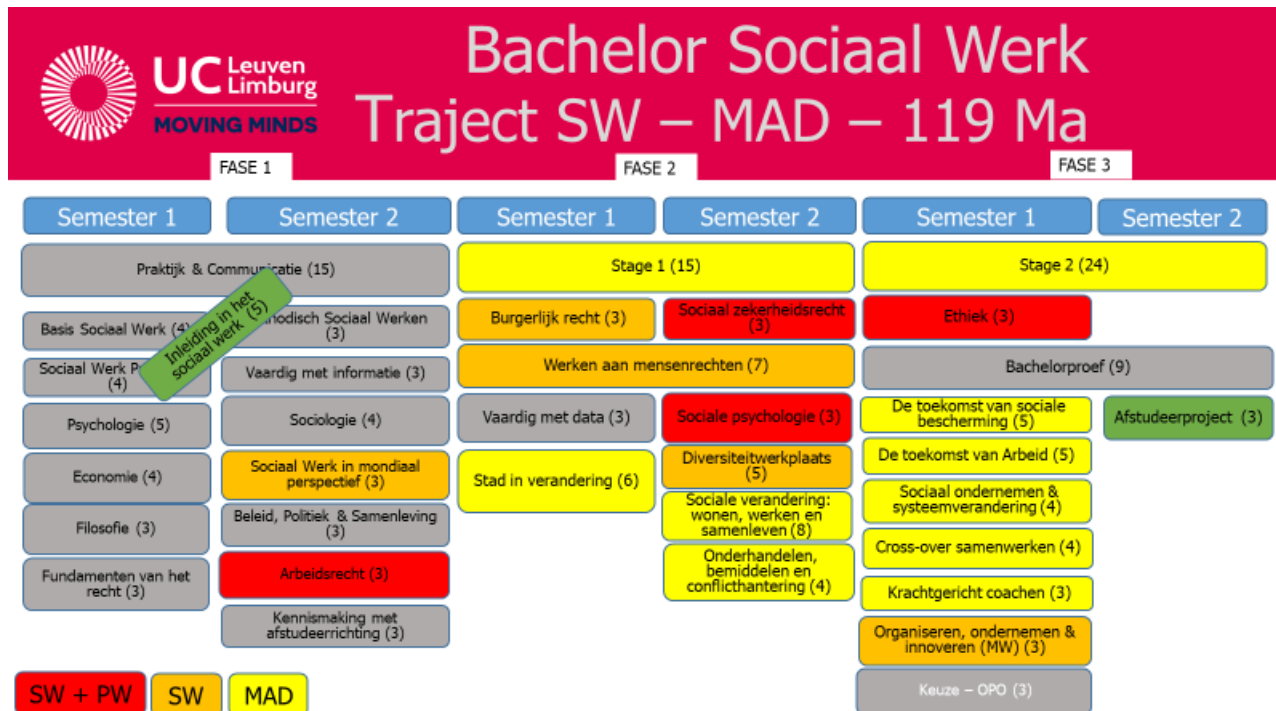 UC Leuven
Limburg
MOVING MINDS
Bachelor Sociaal Werk
Traject SW – MAD – 119 Ma
FASE 1
FASE 2
FASE 3
Semester 1
Semester 2
Semester 1
Semester 2
Semester 1
Semester 2
Praktijk & Communicatie (15)
Stage 1 (15)
Stage 2 (24)
Inleiding in het
sociaal werk (5)
Basis Sociaal Werk (4)
Sociaal Werk
(4)
Psychologie (5)
Economie (4)
Filosofie (3)
Fundamenten van het
recht (3)
Sociaal Werken
(3)
Vaardig met informatie (3)
Sociologie (4)
Sociaal Werk in mondiaal
perspectief (3)
Beleid, Politiek & Samenleving
(3)
Arbeidsrecht (3)
Kennismaking met
afstudeerrichting (3)
Burgerlijk recht (3)
Sociaal zekerheidsrecht
(3)
Werken aan mensenrechten (7)
Vaardig met data (3)
Stad in verandering (6)
Sociale psychologie (3)
Diversiteitwerkplaats
(5)
Sociale verandering:
wonen, werken en
samenleven (8)
Onderhandelen,
bemiddelen en
conflicthantering (4)
Ethiek (3)
Bachelorproef (9)
De toekomst van sociale
bescherming (5)
De toekomst van Arbeid (5)
Sociaal ondernemen &
systeemverandering (4)
Cross-over samenwerken (4)
Krachtgericht coachen (3)
Organiseren, ondernemen &
innoveren (MW) (3)
Keuze – OPO (3)
Afstudeerproject (3)
SW + PW
SW
MAD